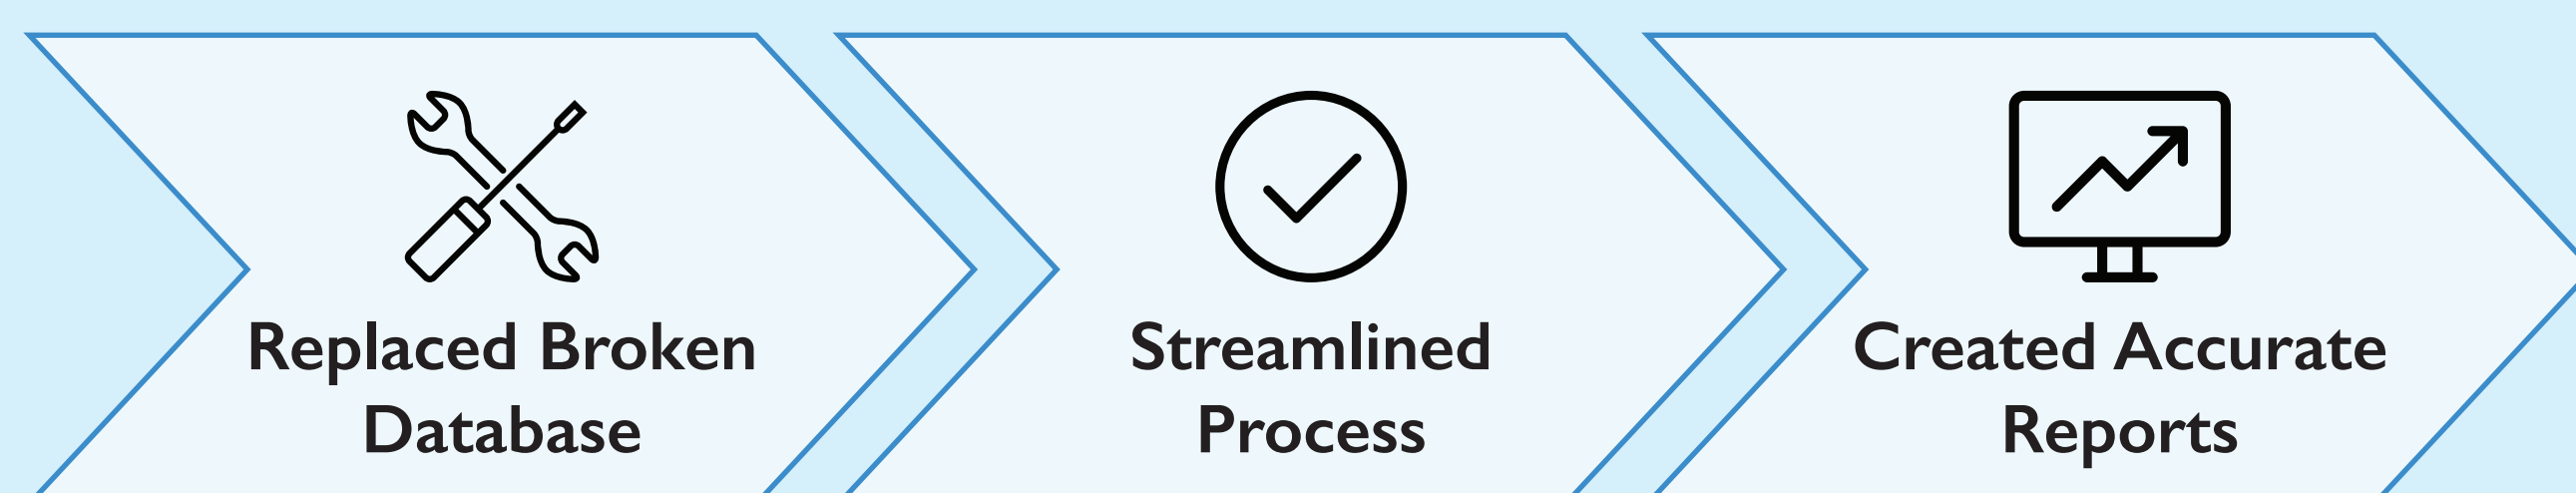 Replaced Broken
Database
Streamlined
Process
Created Accurate
Reports